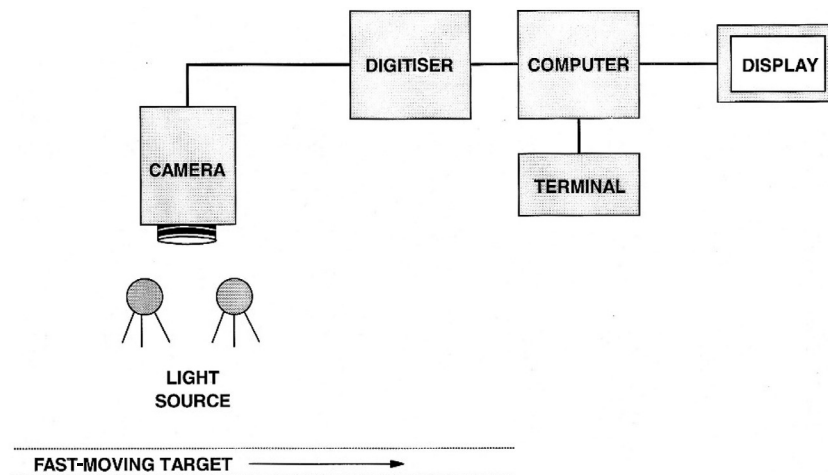 DIGITISER
COMPUTER
DISPLAY
CAMERA
TERMINAL
LIGHT
SOURCE
FAST-MOVING TARGET